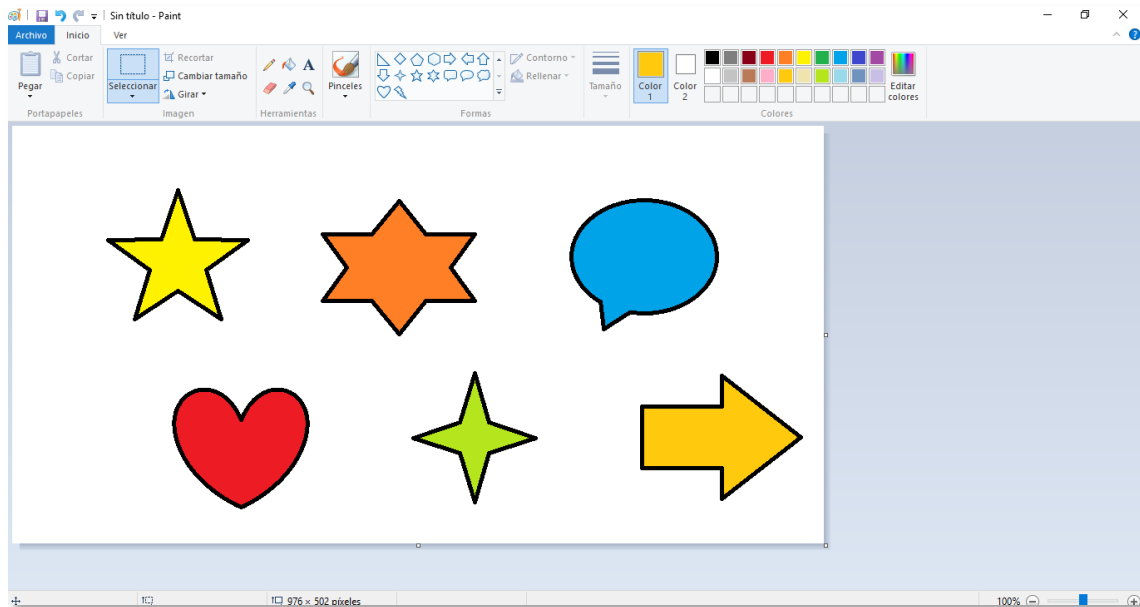 Sin título - Paint
Archivo Inicio Ver
Pegar
Cortar
Copiar
Portapapeles
Seleccionar
Recortar
Cambiar tamaño
Girar
Imagen
A
Herramientas
Pinceles
Contorno
Rellenar
Formas
Tamaño
Color
1
Color
2
Editar
colores
Colores
976 × 502 píxeles
100%